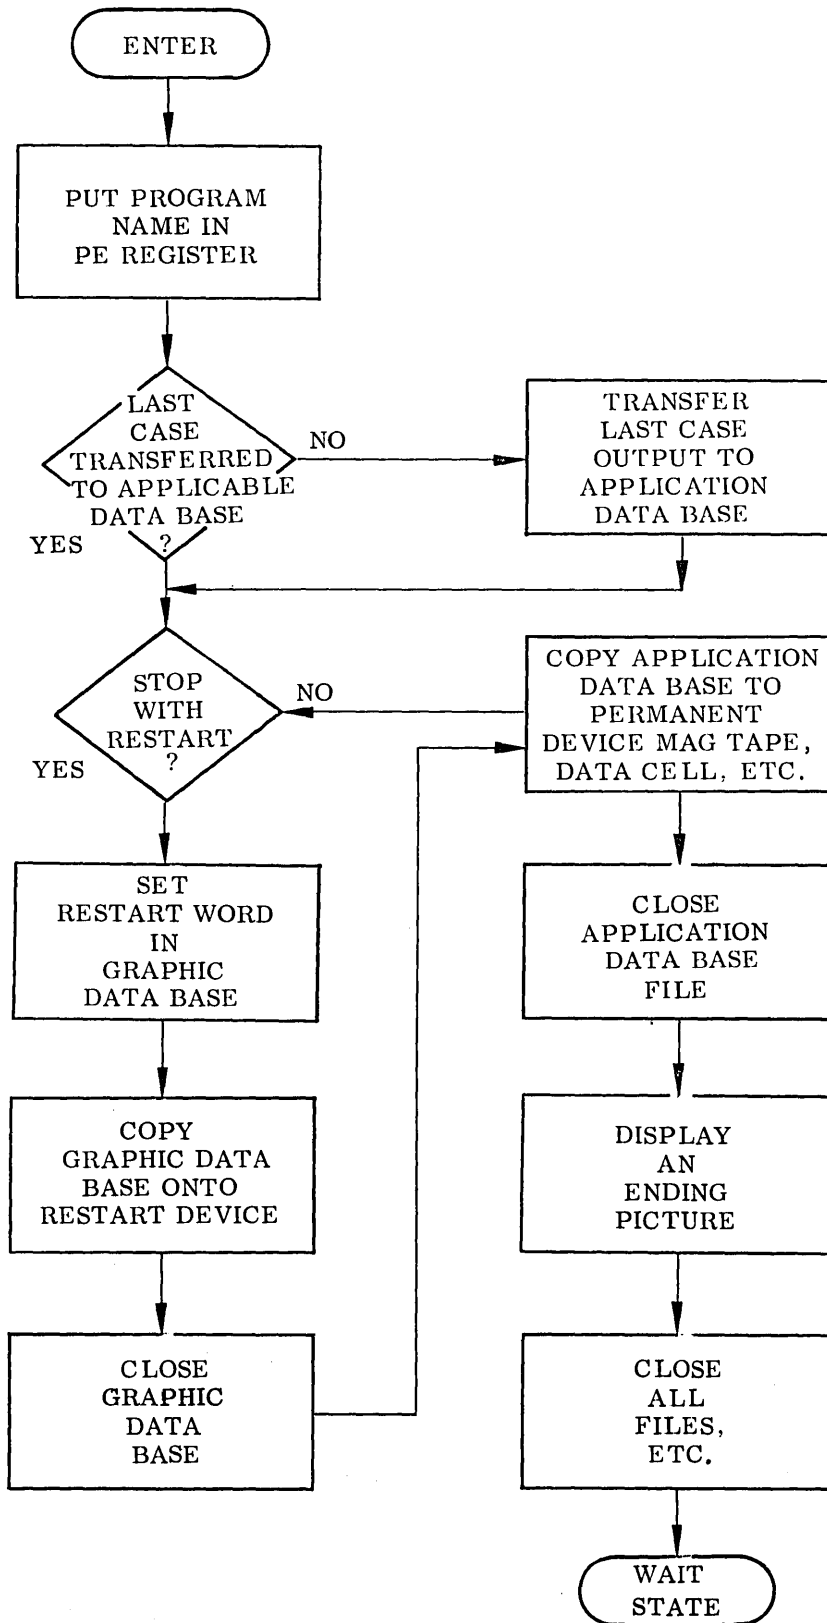 ENTER
PUT PROGRAM
NAME IN
PE REGISTER
LAST
CASE
TRANSFERRED
TO APPLICABLE
DATA BASE
?
NO
YES
TRANSFER
LAST CASE
OUTPUT TO
APPLICATION
DATA BASE
STOP
WITH
RESTART
?
NO
YES
COPY APPLICATION
DATA BASE TO
PERMANENT
DEVICE MAG TAPE,
DATA CELL, ETC.
SET
RESTART WORD
IN
GRAPHIC
DATA BASE
CLOSE
APPLICATION
DATA BASE
FILE
COPY
GRAPHIC DATA
BASE ONTO
RESTART DEVICE
DISPLAY
AN
ENDING
PICTURE
CLOSE
GRAPHIC
DATA
BASE
CLOSE
ALL
FILES,
ETC.
WAIT
STATE